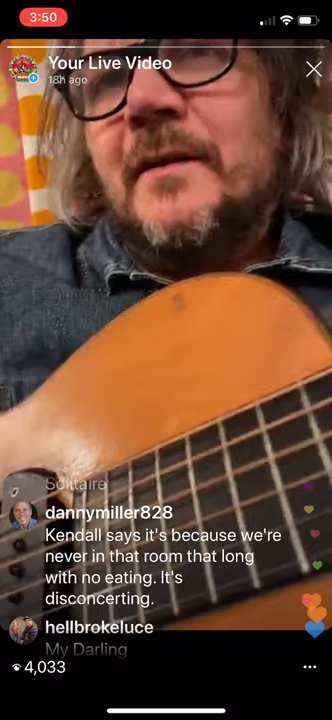 3:50
Your Live Video
18h ago
Solitaire
dannymiller828
Kendall says it's because we're
never in that room that long
with no eating. It's
disconcerting.
hellbrokeluce
My Darling
4,033